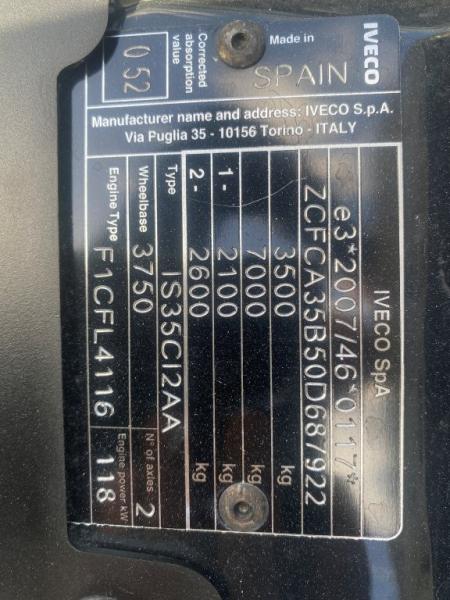 IVECO
Made in
SPAIN
Corrected
absorption
value
0 52
Manufacturer name and address: IVECO S.p.A.
Via Puglia 35 - 10156 Torino - ITALY
IVECO SpA
e3*2007/46*0117*
ZCFCA35B50D687922
3500 kg
7000 kg
1- 2100 kg
2- 2600 kg
Type IS35CI2AA
Wheelbase 3750 N° of axles: 2
Engine Type F1CFL4116 Engine power kW 118